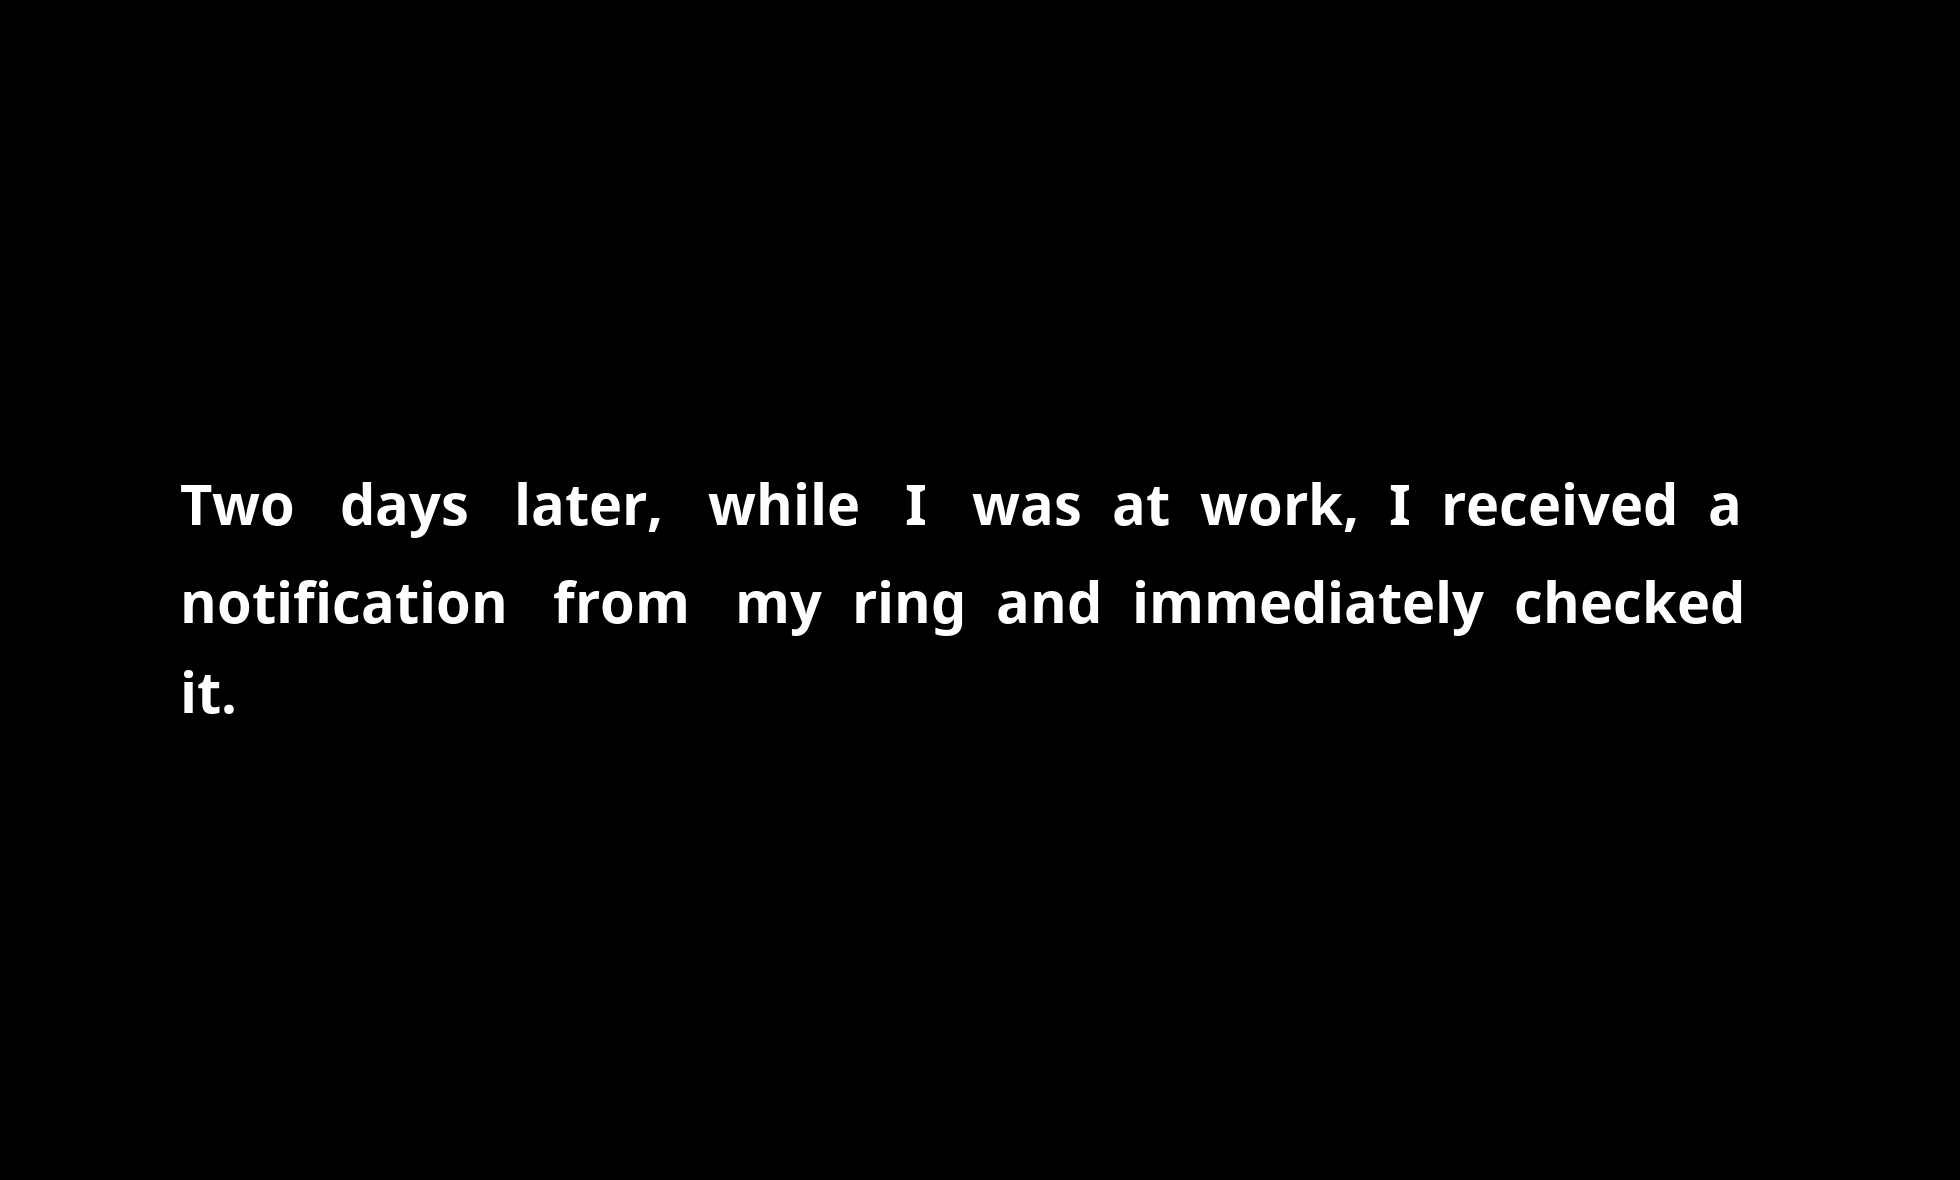 Two days later, while I was at work, I received a
notification from my ring and immediately checked
it.